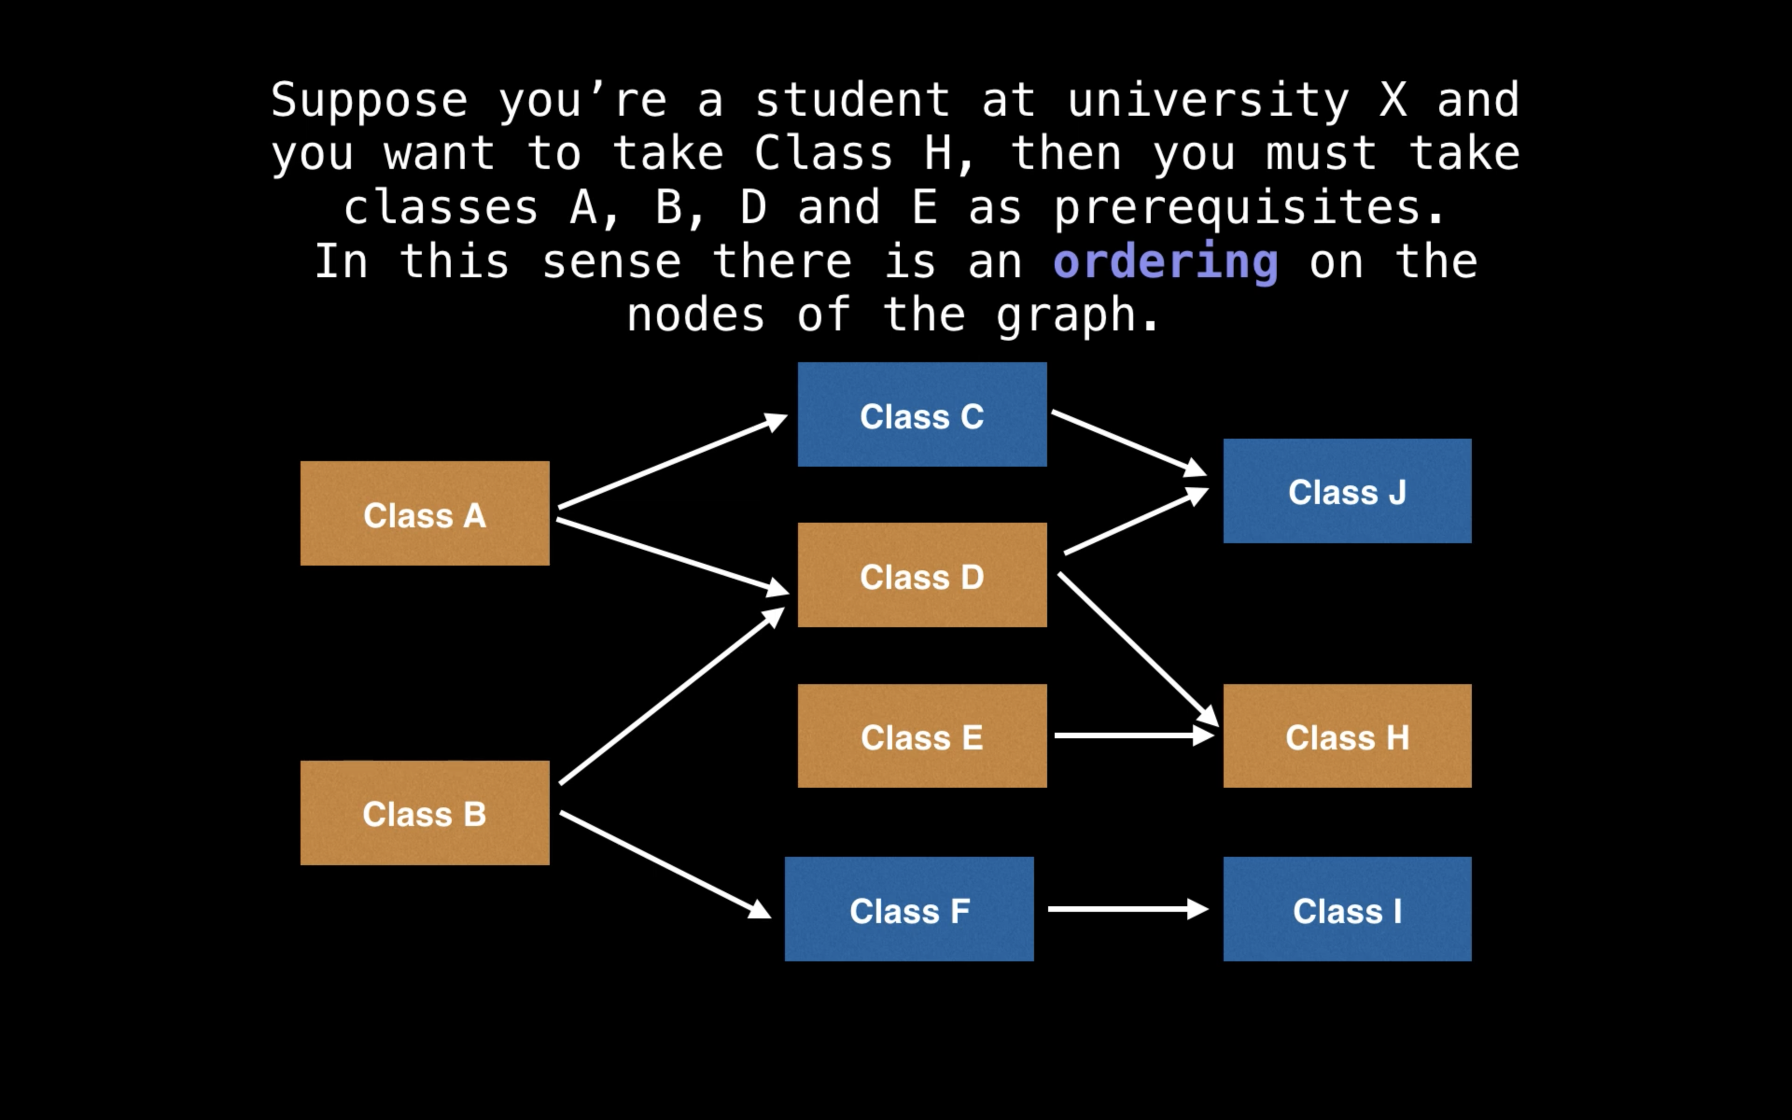 Suppose you’re a student at university X and
you want to take Class H, then you must take
classes A, B, D and E as prerequisites.
In this sense there is an ordering on the
nodes of the graph.
Class C
Class J
Class A
Class D
Class E
Class H
Class B
Class F
Class I